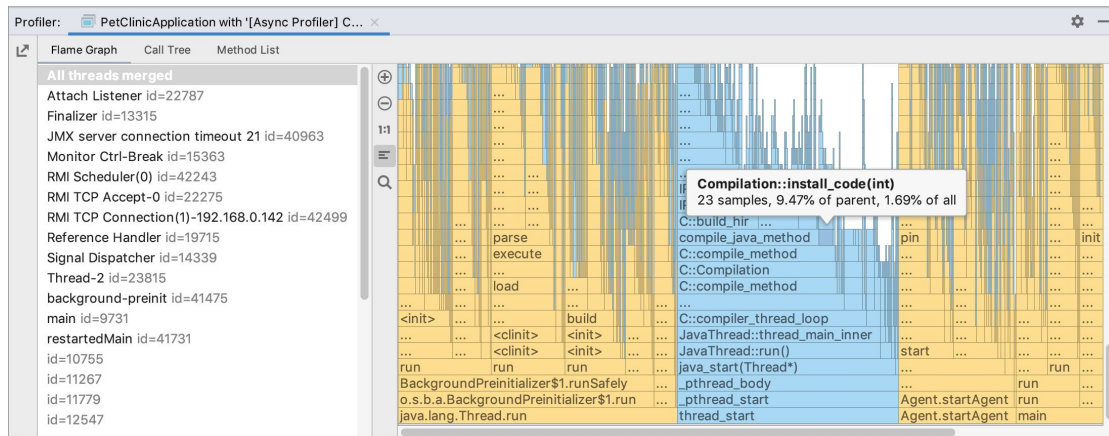 Profiler: PetClinicApplication with '[Async Profiler] C...
Flame Graph Call Tree Method List
All threads merged
Attach Listener id=22787
Finalizer id=13315
JMX server connection timeout 21 id=40963
Monitor Ctrl-Break id=15363
RMI Scheduler(0) id=42243
RMI TCP Accept-0 id=22275
RMI TCP Connection(1)-192.168.0.142 id=42499
Reference Handler id=19715
Signal Dispatcher id=14339
Thread-2 id=23815
background-preinit id=41475
main id=9731
restartedMain id=41731
id=10755
id=11267
id=11779
id=12547
1:1
... ...
... ...
... ...
... ...
... ...
... ...
Compilation::install_code(int)
23 samples, 9.47% of parent, 1.69% of all
... ... ... C::build_hir ... ... ...
... parse compile_java_method pin ... init
... execute C::compile_method ... ...
... ... C::Compilation ... ...
... load ... C::compile_method ... ... ...
... ... ... ... ... ... ... ...
<init> ... ... build ... C::compiler_thread_loop ... ... ... ...
... ... <clinit> <init> ... ... JavaThread::thread_main_inner ... ... ... ...
... ... <clinit> <init> ... ... JavaThread::run() start ... ... ... ...
run run run ... ... java_start(Thread*) ... ... ... run ...
BackgroundPreinitializer$1.runSafely ... _pthread_body ... run
o.s.b.a.BackgroundPreinitializer$1.run ... _pthread_start Agent.startAgent run ...
java.lang.Thread.run thread_start Agent.startAgent main